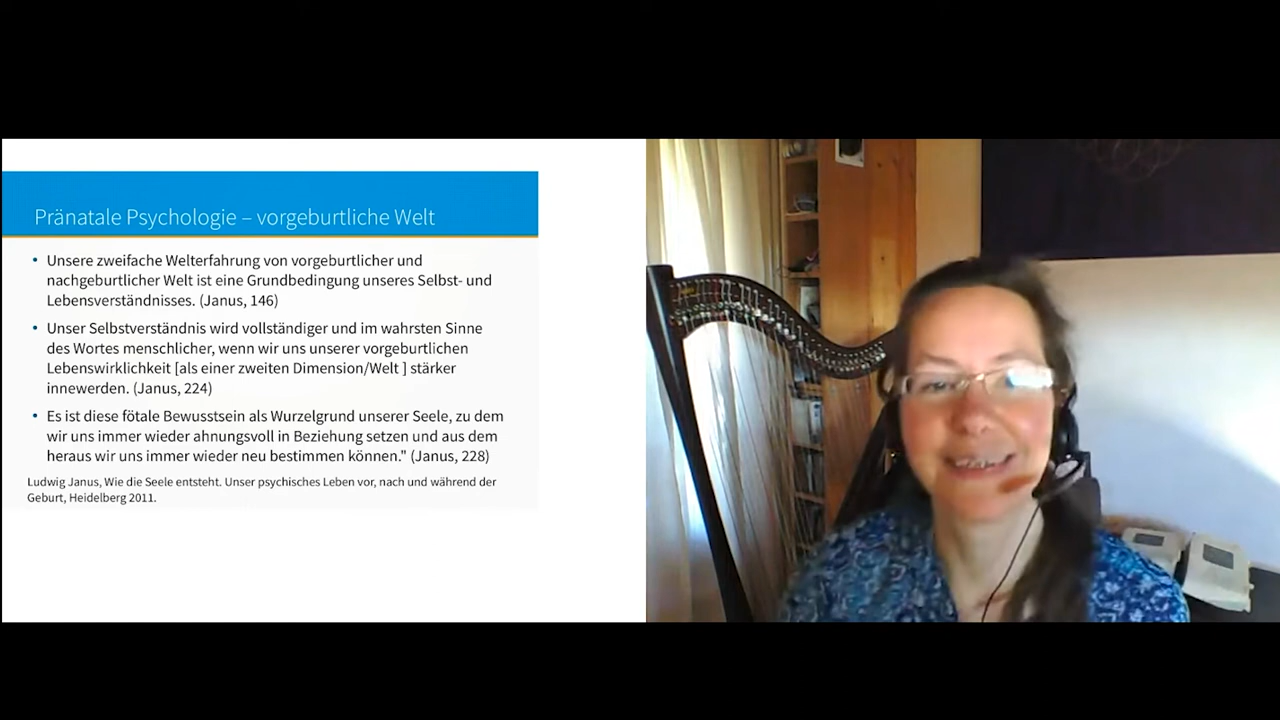 Pränatale Psychologie – vorgeburtliche Welt
• Unsere zweifache Welterfahrung von vorgeburtlicher und
nachgeburtlicher Welt ist eine Grundbedingung unseres Selbst- und
Lebensverständnisses. (Janus, 146)
• Unser Selbstverständnis wird vollständiger und im wahrsten Sinne
des Wortes menschlicher, wenn wir uns unserer vorgeburtlichen
Lebenswirklichkeit [als einer zweiten Dimension/Welt ] stärker
innewerden. (Janus, 224)
• Es ist diese fötale Bewusstsein als Wurzelgrund unserer Seele, zu dem
wir uns immer wieder ahnungsvoll in Beziehung setzen und aus dem
heraus wir uns immer wieder neu bestimmen können." (Janus, 228)
Ludwig Janus, Wie die Seele entsteht. Unser psychisches Leben vor, nach und während der
Geburt, Heidelberg 2011.